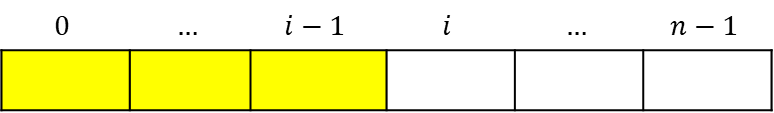 0 … i − 1 i … n − 1